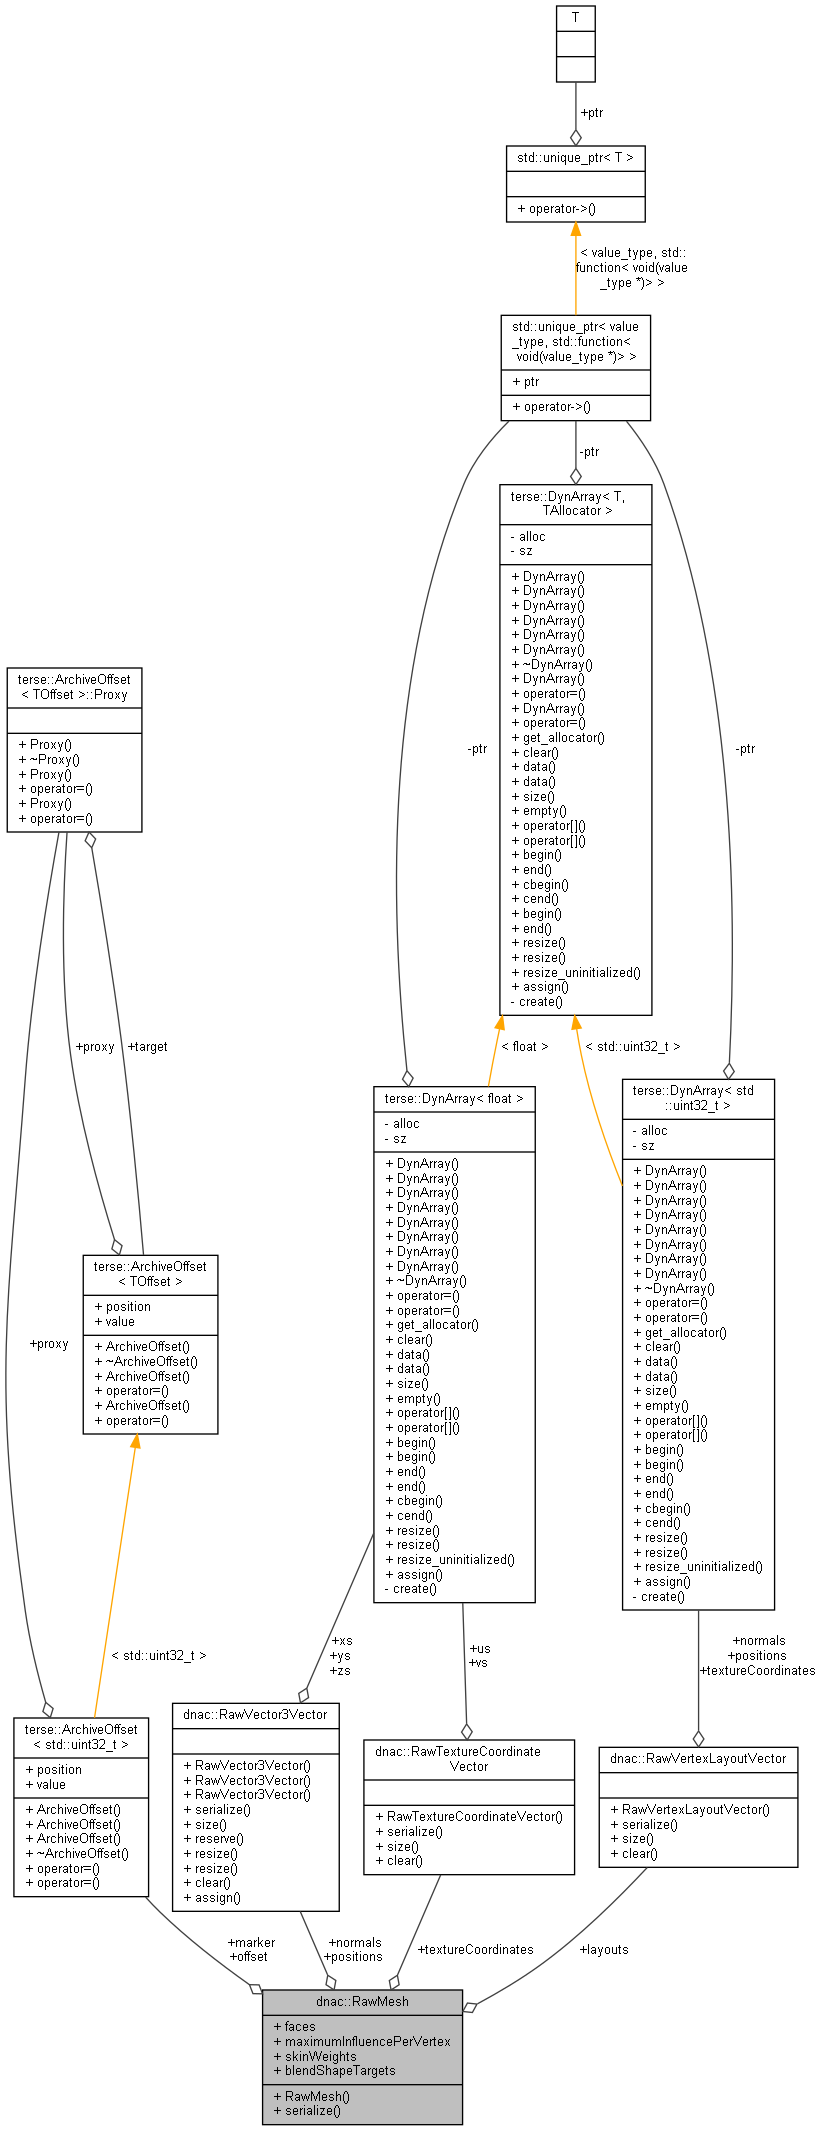 T
+ptr
std::unique_ptr< T >
+ operator->()
< value_type, std::
function< void(value
_type *)> >
std::unique_ptr< value
_type, std::function<
void(value_type *)> >
+ ptr
+ operator->()
-ptr
terse::DynArray< T,
TAllocator >
- alloc
- sz
+ DynArray()
+ DynArray()
+ DynArray()
+ DynArray()
+ DynArray()
+ DynArray()
+ ~DynArray()
+ DynArray()
+ operator=()
+ DynArray()
+ operator=()
+ get_allocator()
+ clear()
+ data()
+ data()
+ size()
+ empty()
+ operator[]()
+ operator[]()
+ begin()
+ end()
+ cbegin()
+ cend()
+ begin()
+ end()
+ resize()
+ resize()
+ resize_uninitialized()
+ assign()
- create()
-ptr
-ptr
terse::ArchiveOffset
< TOffset >::Proxy
+ Proxy()
+ ~Proxy()
+ Proxy()
+ operator=()
+ Proxy()
+ operator=()
+proxy
+target
< float >
< std::uint32_t >
terse::DynArray< float >
- alloc
- sz
+ DynArray()
+ DynArray()
+ DynArray()
+ DynArray()
+ DynArray()
+ DynArray()
+ DynArray()
+ DynArray()
+ ~DynArray()
+ operator=()
+ operator=()
+ get_allocator()
+ clear()
+ data()
+ data()
+ size()
+ empty()
+ operator[]()
+ operator[]()
+ begin()
+ begin()
+ end()
+ end()
+ cbegin()
+ cend()
+ resize()
+ resize()
+ resize_uninitialized()
+ assign()
- create()
terse::DynArray< std
::uint32_t >
- alloc
- sz
+ DynArray()
+ DynArray()
+ DynArray()
+ DynArray()
+ DynArray()
+ DynArray()
+ DynArray()
+ DynArray()
+ ~DynArray()
+ operator=()
+ operator=()
+ get_allocator()
+ clear()
+ data()
+ data()
+ size()
+ empty()
+ operator[]()
+ operator[]()
+ begin()
+ begin()
+ end()
+ end()
+ cbegin()
+ cend()
+ resize()
+ resize()
+ resize_uninitialized()
+ assign()
- create()
terse::ArchiveOffset
< TOffset >
+ position
+ value
+ ArchiveOffset()
+ ~ArchiveOffset()
+ ArchiveOffset()
+ operator=()
+ ArchiveOffset()
+ operator=()
+proxy
< std::uint32_t >
+xs
+ys
+zs
+us
+vs
+normals
+positions
+textureCoordinates
terse::ArchiveOffset
< std::uint32_t >
+ position
+ value
+ ArchiveOffset()
+ ArchiveOffset()
+ ArchiveOffset()
+ ~ArchiveOffset()
+ operator=()
+ operator=()
dnac::RawVector3Vector
+ RawVector3Vector()
+ RawVector3Vector()
+ RawVector3Vector()
+ serialize()
+ size()
+ reserve()
+ resize()
+ resize()
+ clear()
+ assign()
dnac::RawTextureCoordinate
Vector
+ RawTextureCoordinateVector()
+ serialize()
+ size()
+ clear()
dnac::RawVertexLayoutVector
+ RawVertexLayoutVector()
+ serialize()
+ size()
+ clear()
+marker
+offset
+normals
+positions
+textureCoordinates
+layouts
dnac::RawMesh
+ faces
+ maximumInfluencePerVertex
+ skinWeights
+ blendShapeTargets
+ RawMesh()
+ serialize()